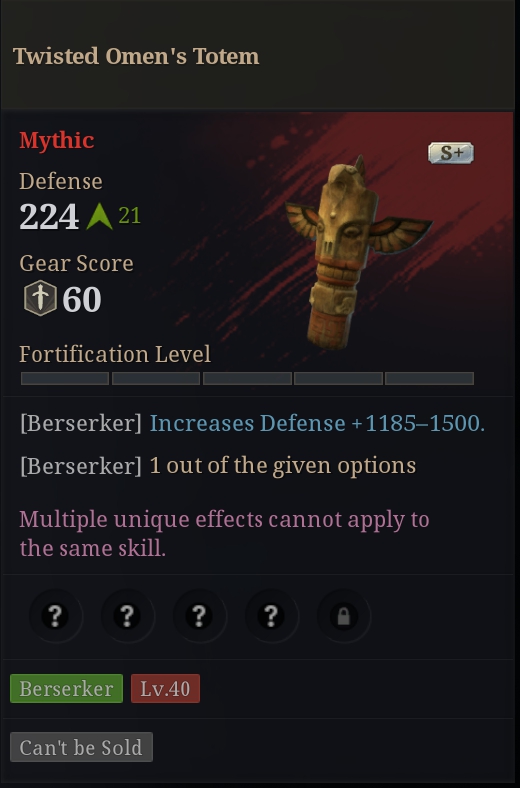 Twisted Omen's Totem
Mythic
S+
Defense
224 21
Gear Score
60
Fortification Level
[Berserker] Increases Defense +1185–1500.
[Berserker] 1 out of the given options
Multiple unique effects cannot apply to
the same skill.
? ? ? ?
Berserker Lv.40
Can't be Sold